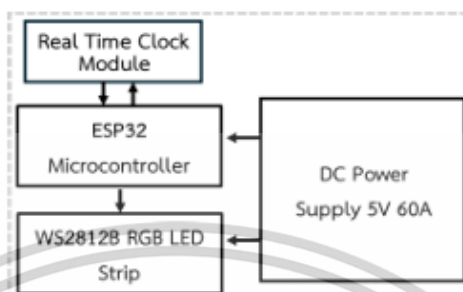 Real Time Clock
Module
ESP32
Microcontroller
DC Power
Supply 5V 60A
WS2812B RGB LED
Strip